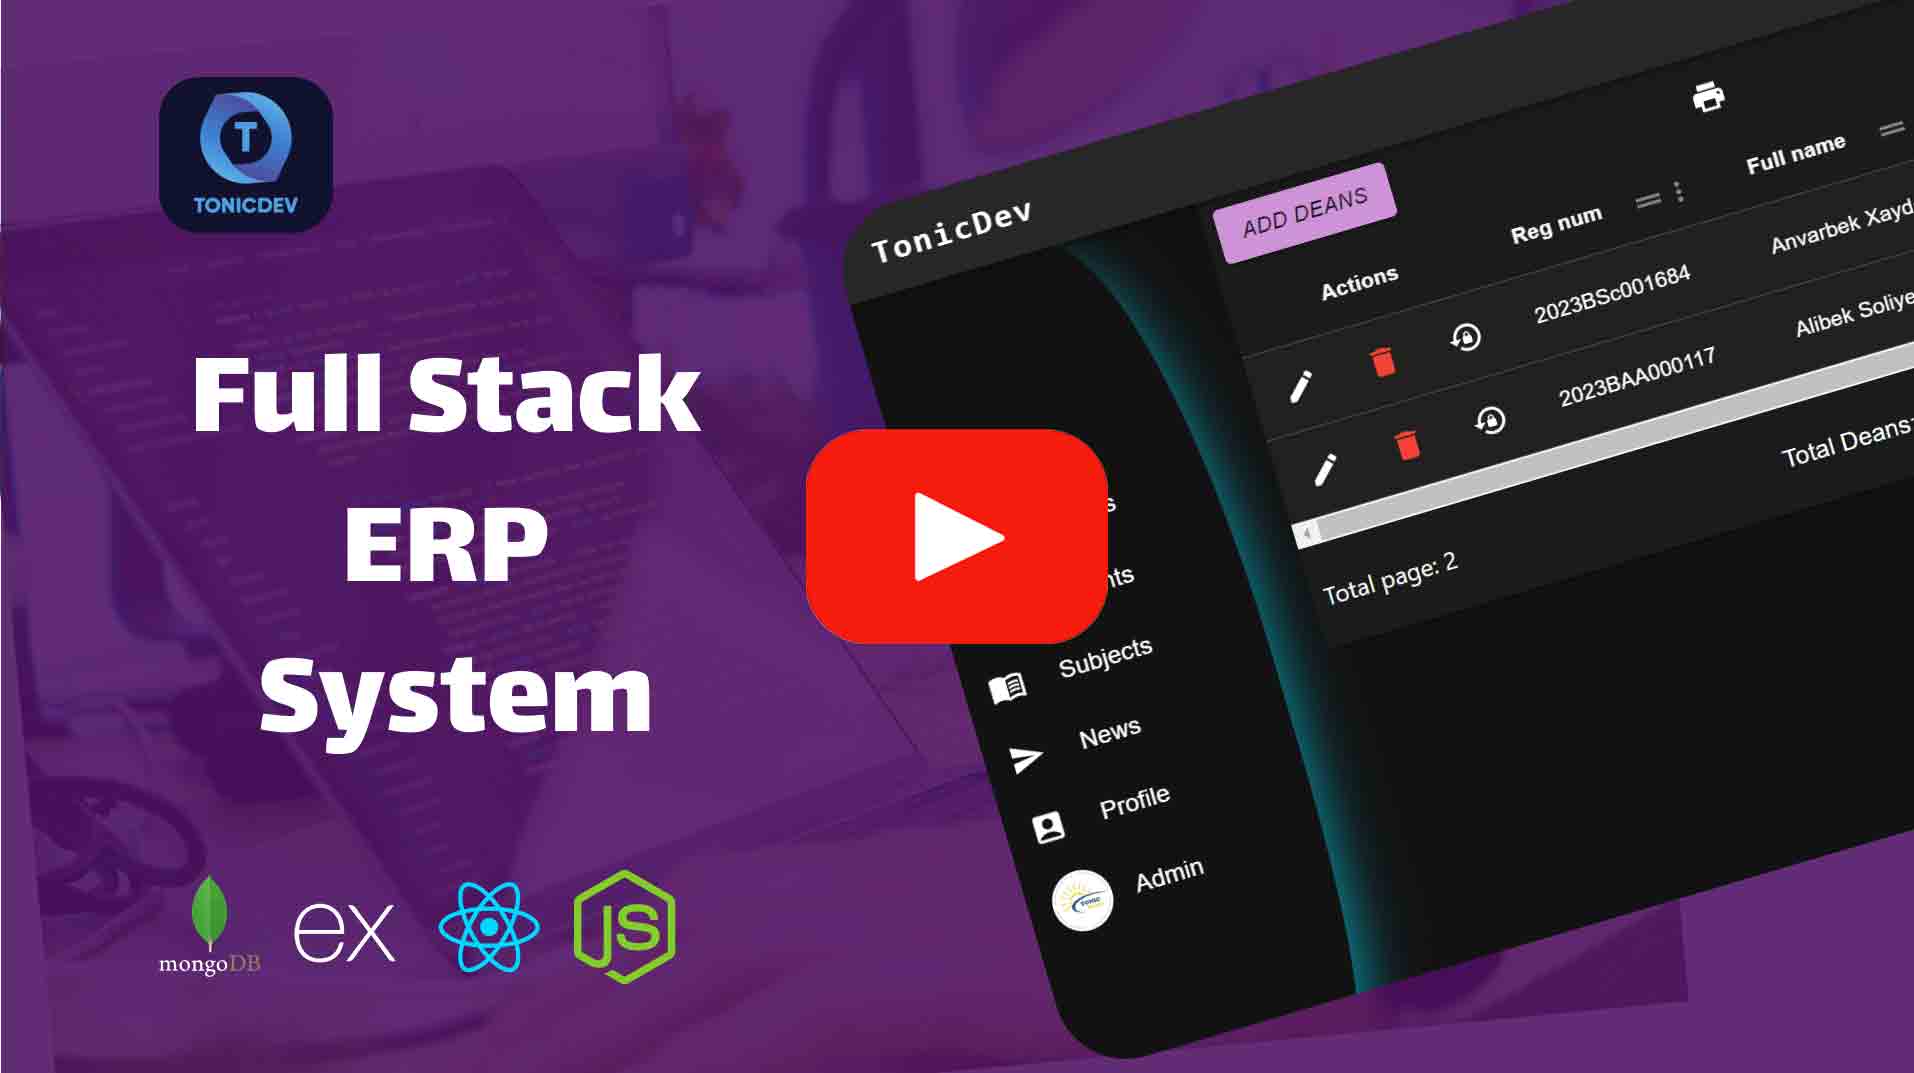 T
TONICDEV
Full Stack
ERP
System
mongoDB
ex
JS
TonicDev
ADD DEANS
Actions
Reg num
Full name
2023BSc001684
Anvarbek Xayd
2023BAA000117
Alibek Soliye
Total Deans:
Total page: 2
s
nts
Subjects
News
Profile
Admin
TONIC